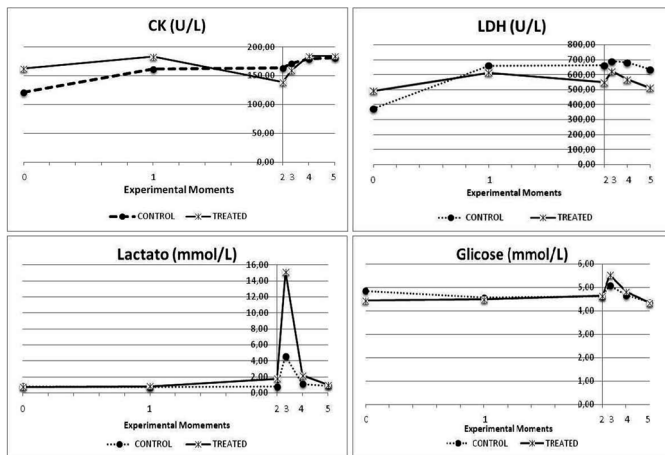 CK (U/L)
200,00
150,00
100,00
50,00
0,00
0 1 2 3 4 5
Experimental Moments
CONTROL TREATED
LDH (U/L)
800,00
700,00
600,00
500,00
400,00
300,00
200,00
100,00
0,00
0 1 2 3 4 5
Experimental Moments
CONTROL TREATED
Lactato (mmol/L)
16,00
14,00
12,00
10,00
8,00
6,00
4,00
2,00
0,00
0 1 2 3 4 5
Experimental Momements
CONTROL TREATED
Glicose (mmol/L)
6,00
5,00
4,00
3,00
2,00
1,00
0,00
0 1 2 3 4 5
Experimental Moments
CONTROL TREATED